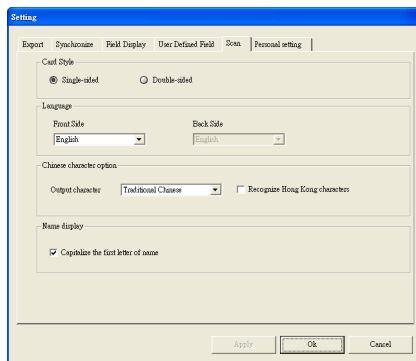 Setting
Export Synchronize Field Display User Defined Field Scan Personal setting
Card Style
Single-sided Double-sided
Language
Front Side Back Side
English English
Chinese character option
Output character Traditional Chinese Recognize Hong Kong characters
Name display
Capitalize the first letter of name
Apply Ok Cancel